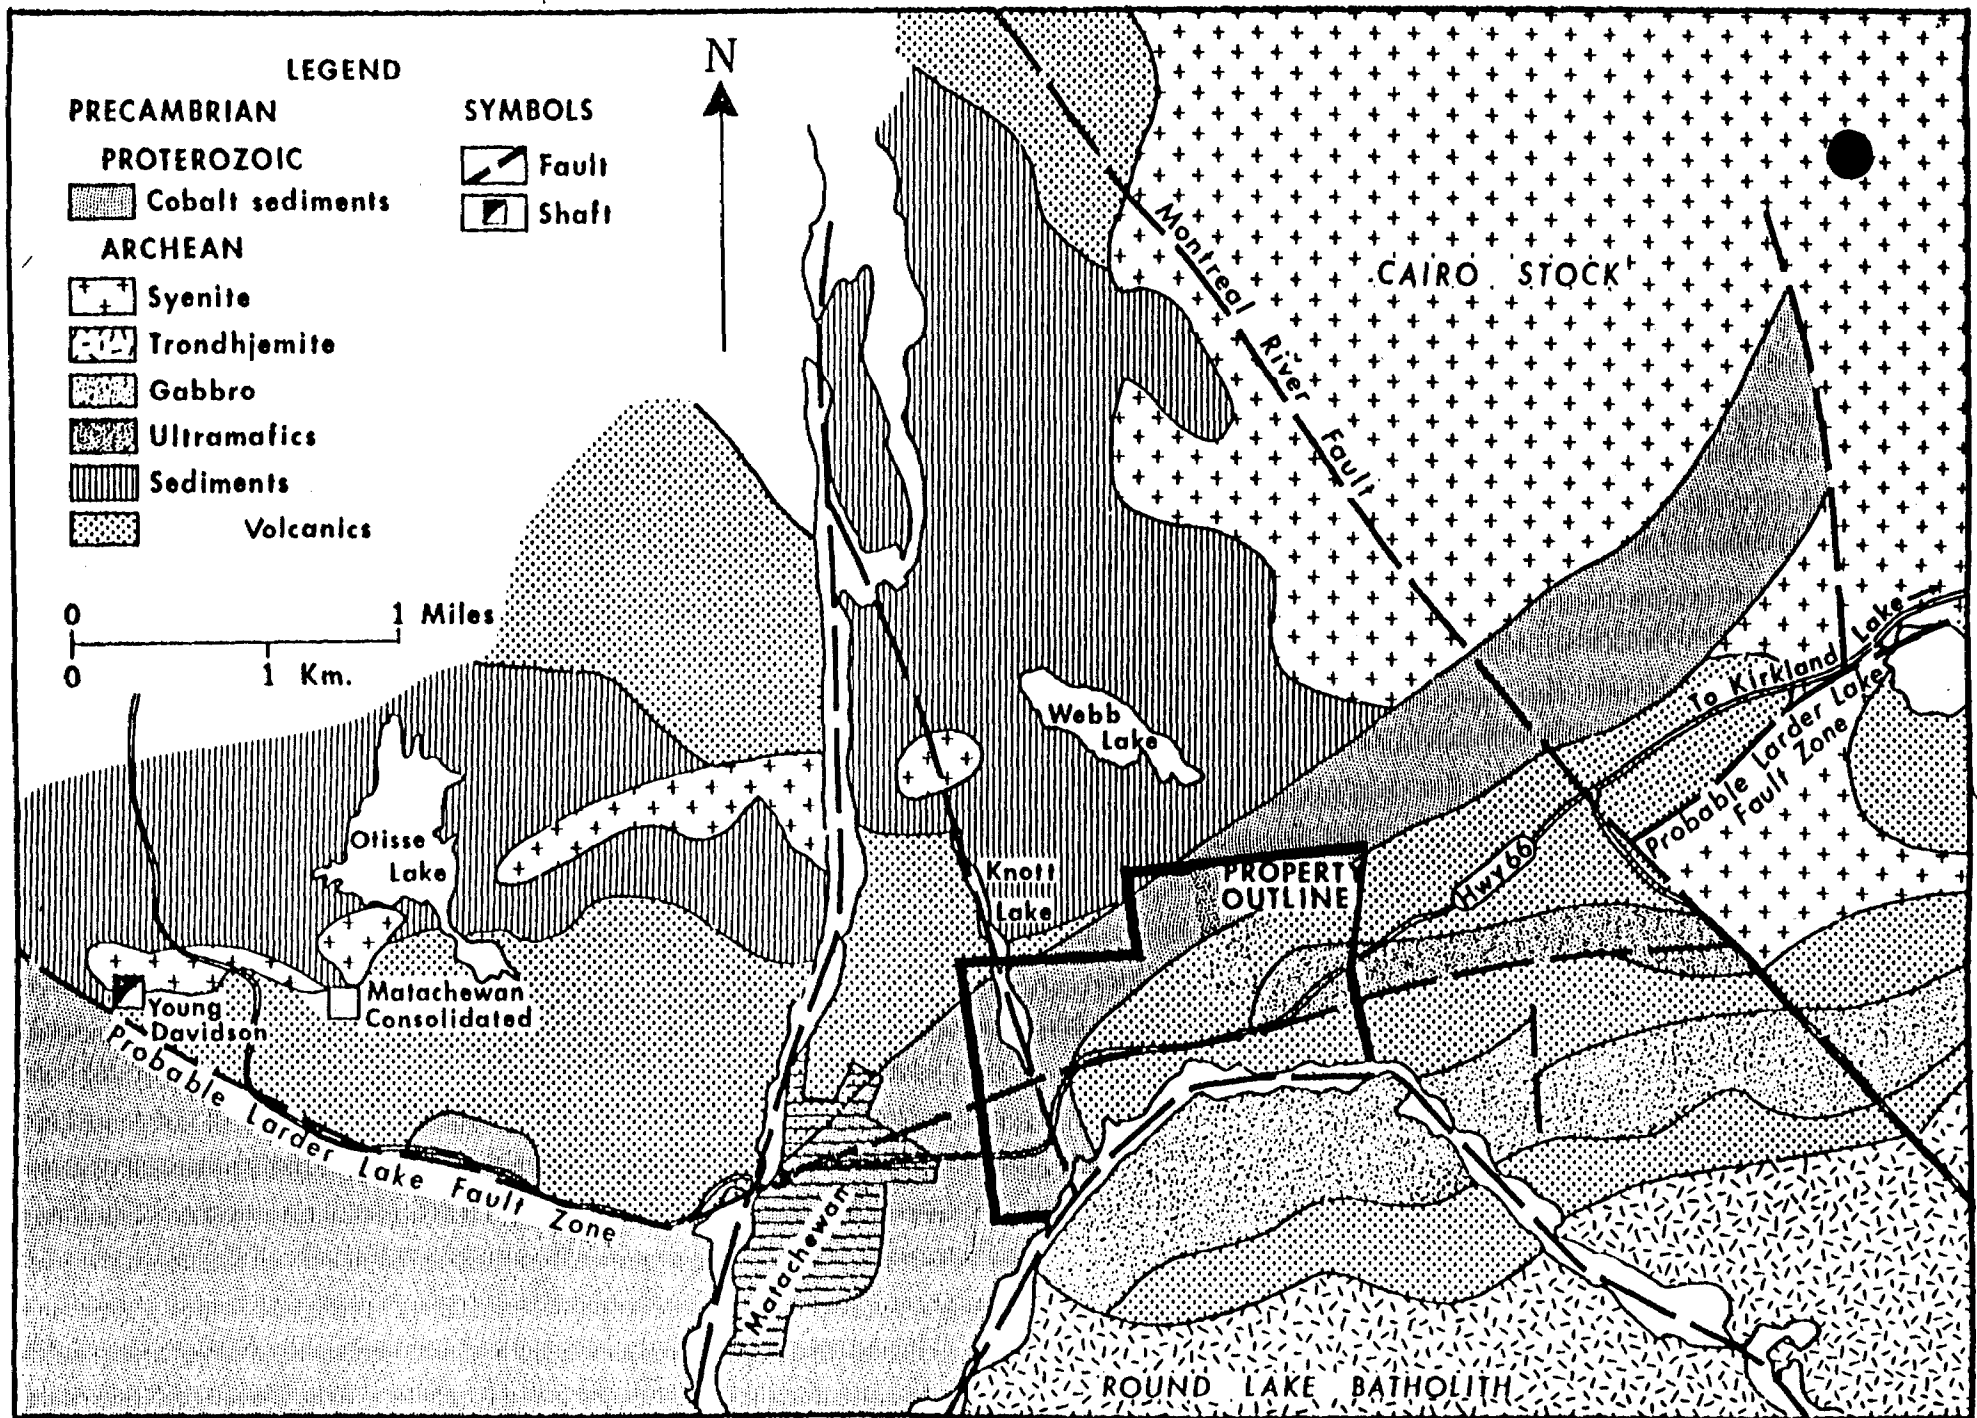 LEGEND
PRECAMBRIAN
PROTEROZOIC
Cobalt sediments
ARCHEAN
Syenite
Trondhjemite
Gabbro
Ultramafics
Sediments
Volcanics
SYMBOLS
Fault
Shaft
N
0 1 Miles
0 1 Km.
Montreal River Fault
CAIRO STOCK
Webb
Lake
Otisse
Lake
Knott
Lake
PROPERTY
OUTLINE
Hwy 66
To Kirkland Lake
Probable Larder Lake
Fault Zone
Young
Davidson
Matachewan
Consolidated
Probable Larder Lake Fault Zone
Matachewan
ROUND LAKE BATHOLITH